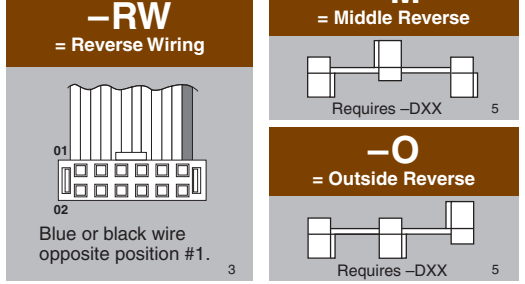 –RW
= Reverse Wiring
01
02
Blue or black wire
opposite position #1.
3
= Middle Reverse
Requires –DXX
5
–O
= Outside Reverse
Requires –DXX
5